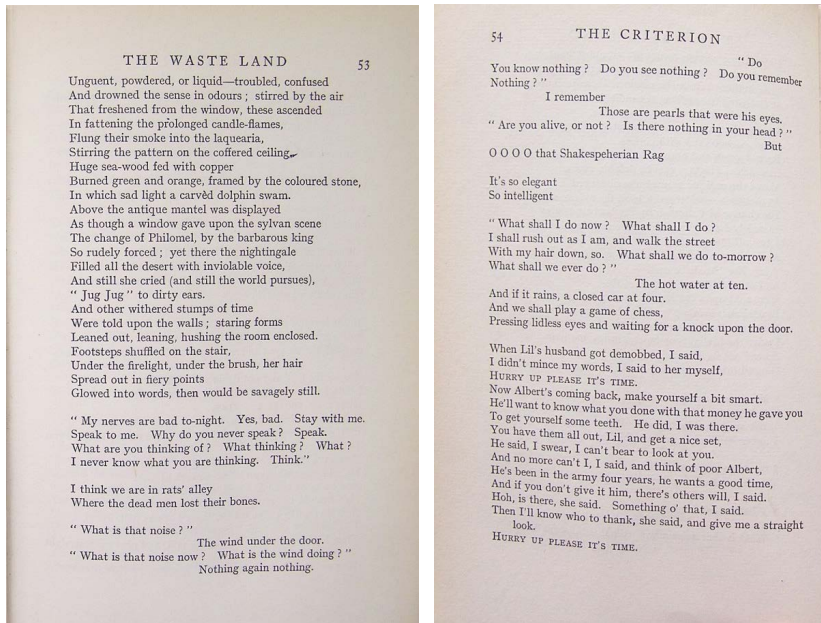 THE WASTE LAND 53
Unguent, powdered, or liquid—troubled, confused
And drowned the sense in odours ; stirred by the air
That freshened from the window, these ascended
In fattening the prolonged candle-flames,
Flung their smoke into the laquearia,
Stirring the pattern on the coffered ceiling.
Huge sea-wood fed with copper
Burned green and orange, framed by the coloured stone,
In which sad light a carvèd dolphin swam.
Above the antique mantel was displayed
As though a window gave upon the sylvan scene
The change of Philomel, by the barbarous king
So rudely forced ; yet there the nightingale
Filled all the desert with inviolable voice,
And still she cried (and still the world pursues),
“ Jug Jug ” to dirty ears.
And other withered stumps of time
Were told upon the walls ; staring forms
Leaned out, leaning, hushing the room enclosed.
Footsteps shuffled on the stair,
Under the firelight, under the brush, her hair
Spread out in fiery points
Glowed into words, then would be savagely still.
“ My nerves are bad to-night. Yes, bad. Stay with me.
Speak to me. Why do you never speak ? Speak.
What are you thinking of ? What thinking ? What ?
I never know what you are thinking. Think.”
I think we are in rats’ alley
Where the dead men lost their bones.
“ What is that noise ? ”
The wind under the door.
“ What is that noise now ? What is the wind doing ? ”
Nothing again nothing.
54 THE CRITERION
“ Do
You know nothing ? Do you see nothing ? Do you remember
Nothing ? ”
I remember
Those are pearls that were his eyes.
“ Are you alive, or not ? Is there nothing in your head ? ”
But
O O O O that Shakespeherian Rag
It’s so elegant
So intelligent
“ What shall I do now ? What shall I do ?
I shall rush out as I am, and walk the street
With my hair down, so. What shall we do to-morrow ?
What shall we ever do ? ”
The hot water at ten.
And if it rains, a closed car at four.
And we shall play a game of chess,
Pressing lidless eyes and waiting for a knock upon the door.
When Lil’s husband got demobbed, I said,
I didn’t mince my words, I said to her myself,
HURRY UP PLEASE IT’S TIME.
Now Albert’s coming back, make yourself a bit smart.
He’ll want to know what you done with that money he gave you
To get yourself some teeth. He did, I was there.
You have them all out, Lil, and get a nice set,
He said, I swear, I can’t bear to look at you.
And no more can’t I, I said, and think of poor Albert,
He’s been in the army four years, he wants a good time,
And if you don’t give it him, there’s others will, I said.
Hoh, is there, she said. Something o’ that, I said.
Then I’ll know who to thank, she said, and give me a straight
look.
HURRY UP PLEASE IT’S TIME.